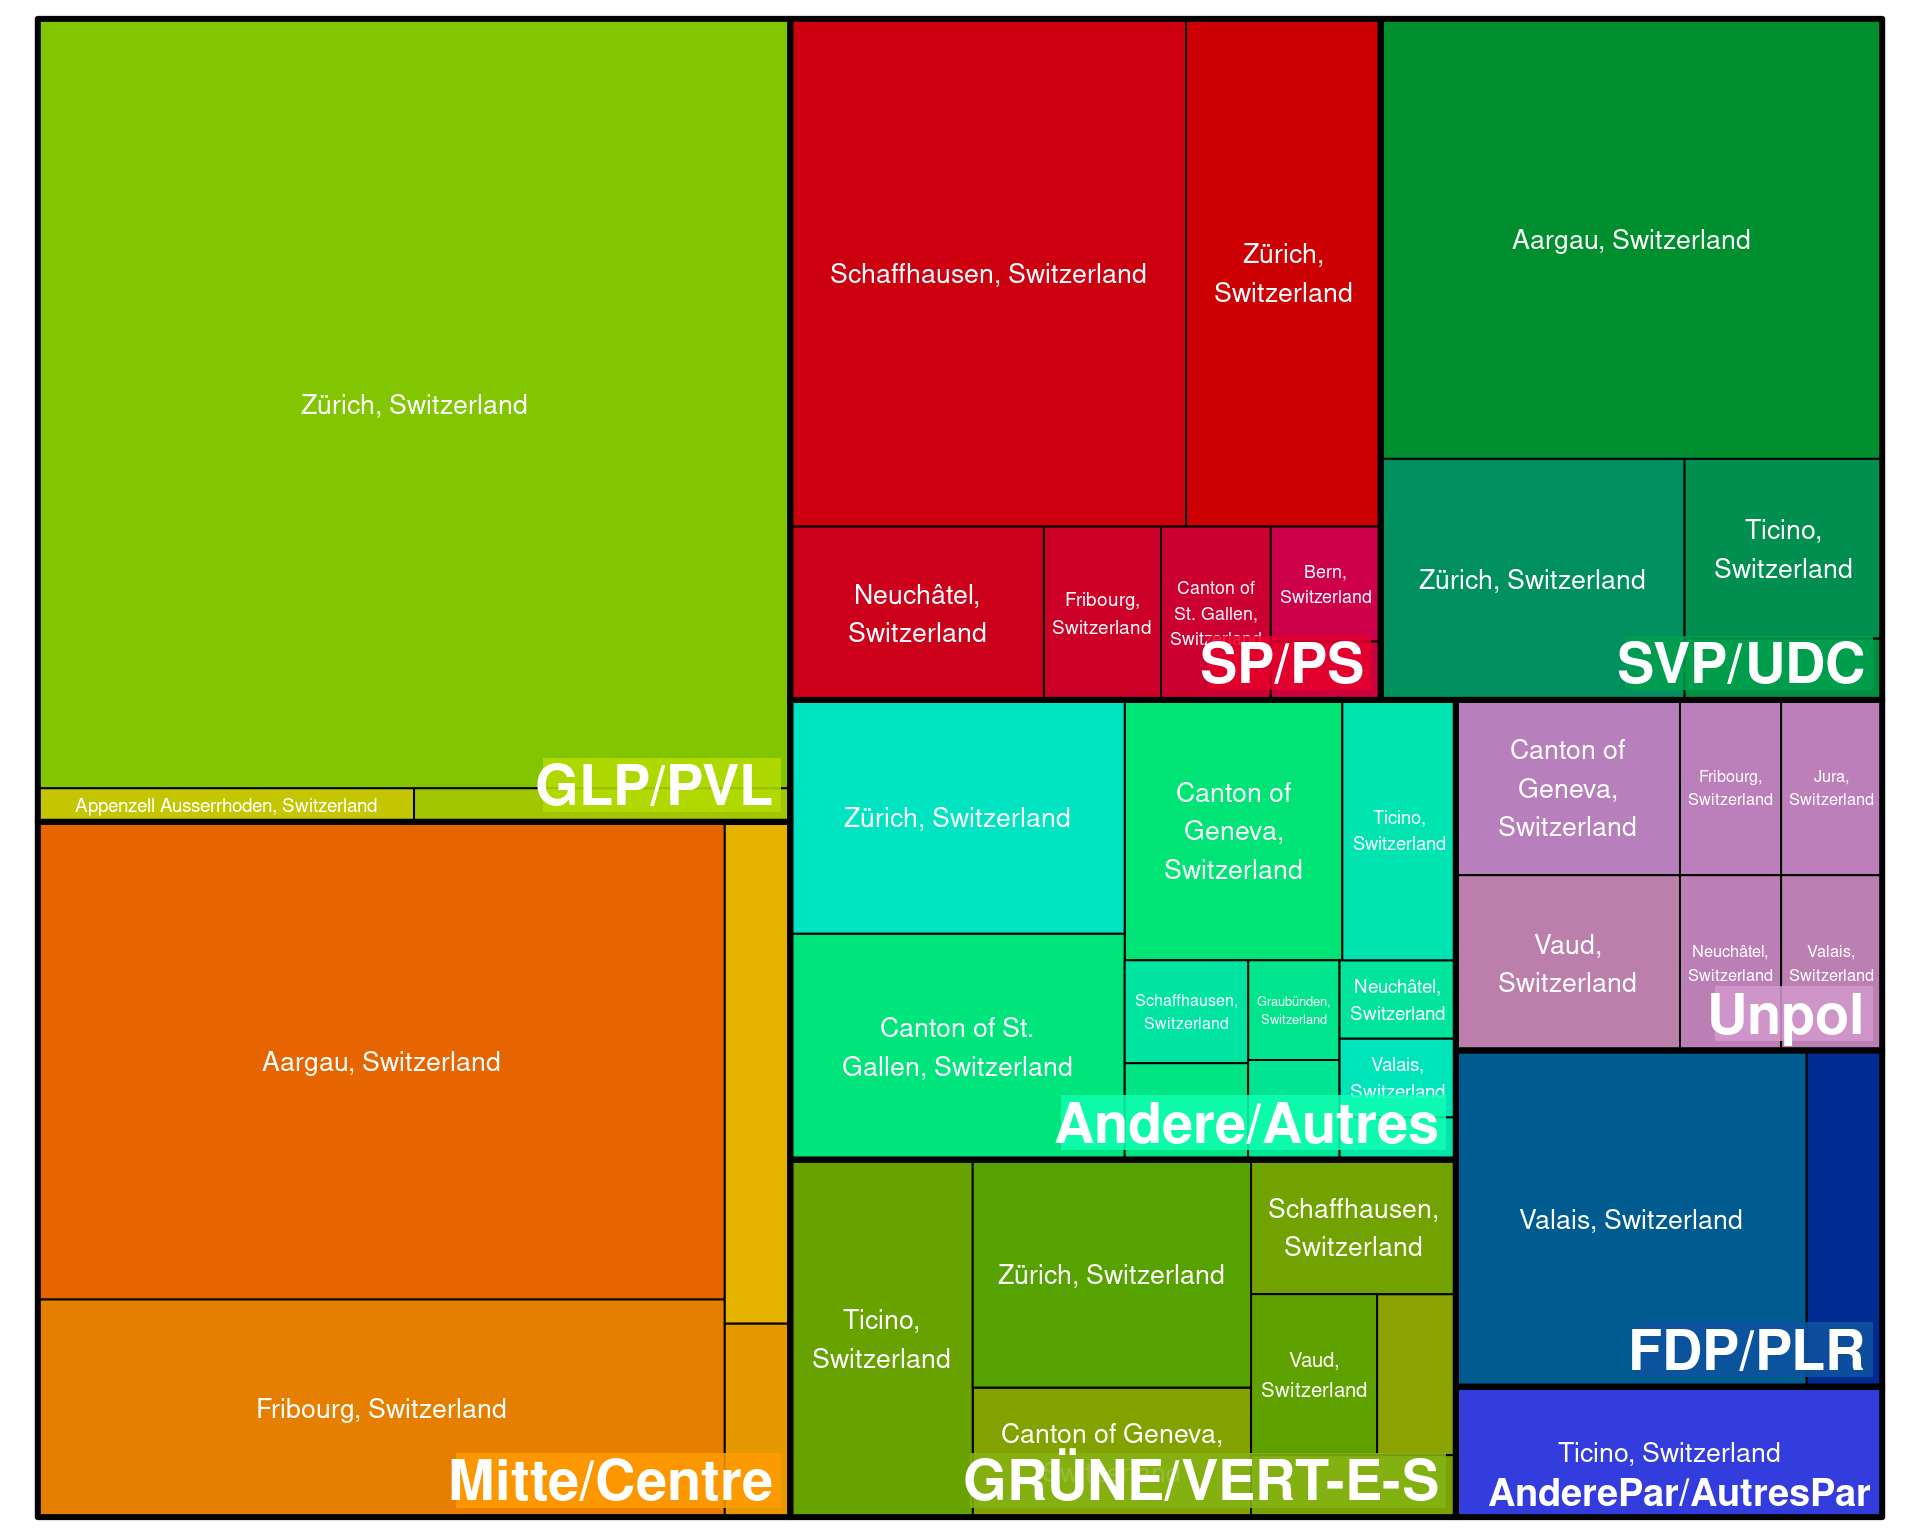 Zürich, Switzerland
Appenzell Ausserrhoden, Switzerland
GLP/PVL
Aargau, Switzerland
Fribourg, Switzerland
Mitte/Centre
Schaffhausen, Switzerland
Zürich,
Switzerland
Neuchâtel,
Switzerland
Fribourg,
Switzerland
Canton of
St. Gallen,
Switzerland
Bern,
Switzerland
SP/PS
Aargau, Switzerland
Zürich, Switzerland
Ticino,
Switzerland
SVP/UDC
Zürich, Switzerland
Canton of
Geneva,
Switzerland
Ticino,
Switzerland
Canton of St.
Gallen, Switzerland
Schaffhausen,
Switzerland
Graubünden,
Switzerland
Neuchâtel,
Switzerland
Valais,
Switzerland
Andere/Autres
Canton of
Geneva,
Switzerland
Fribourg,
Switzerland
Jura,
Switzerland
Vaud,
Switzerland
Neuchâtel,
Switzerland
Valais,
Switzerland
Unpol
Ticino,
Switzerland
Zürich, Switzerland
Schaffhausen,
Switzerland
Vaud,
Switzerland
Canton of Geneva,
GRÜNE/VERT-E-S
Valais, Switzerland
FDP/PLR
Ticino, Switzerland
AnderePar/AutresPar